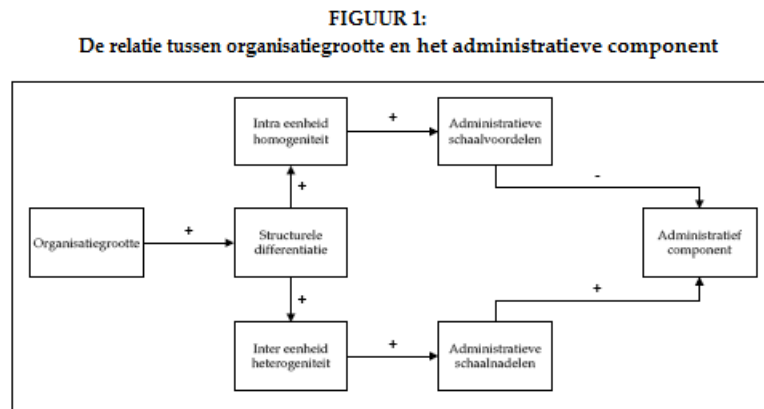 FIGUUR 1:
De relatie tussen organisatiegrootte en het administratieve component
Intra eenheid
homogeniteit
+
Administratieve
schaalvoordelen
-
+
Organisatiegrootte
+
Structurele
differentiatie
Administratief
component
+
+
Inter eenheid
heterogeniteit
+
Administratieve
schaalnadelen